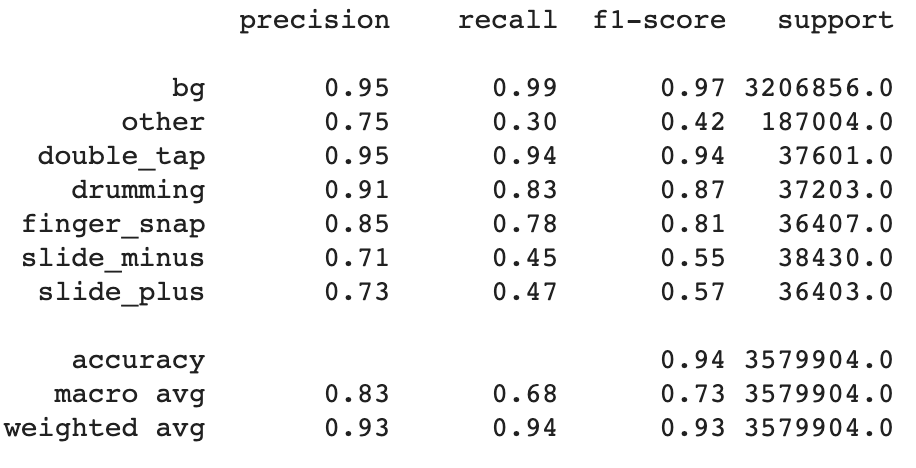 precision recall f1-score support
bg 0.95 0.99 0.97 3206856.0
other 0.75 0.30 0.42 187004.0
double_tap 0.95 0.94 0.94 37601.0
drumming 0.91 0.83 0.87 37203.0
finger_snap 0.85 0.78 0.81 36407.0
slide_minus 0.71 0.45 0.55 38430.0
slide_plus 0.73 0.47 0.57 36403.0
accuracy 0.94 3579904.0
macro avg 0.83 0.68 0.73 3579904.0
weighted avg 0.93 0.94 0.93 3579904.0